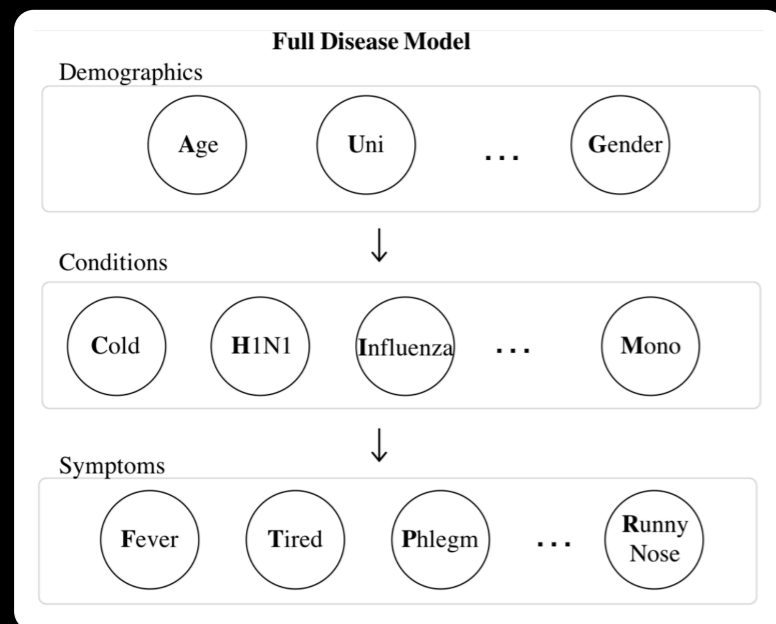 Full Disease Model
Demographics
Age Uni ... Gender
Conditions
Cold H1N1 Influenza ... Mono
Symptoms
Fever Tired Phlegm ... Runny
Nose